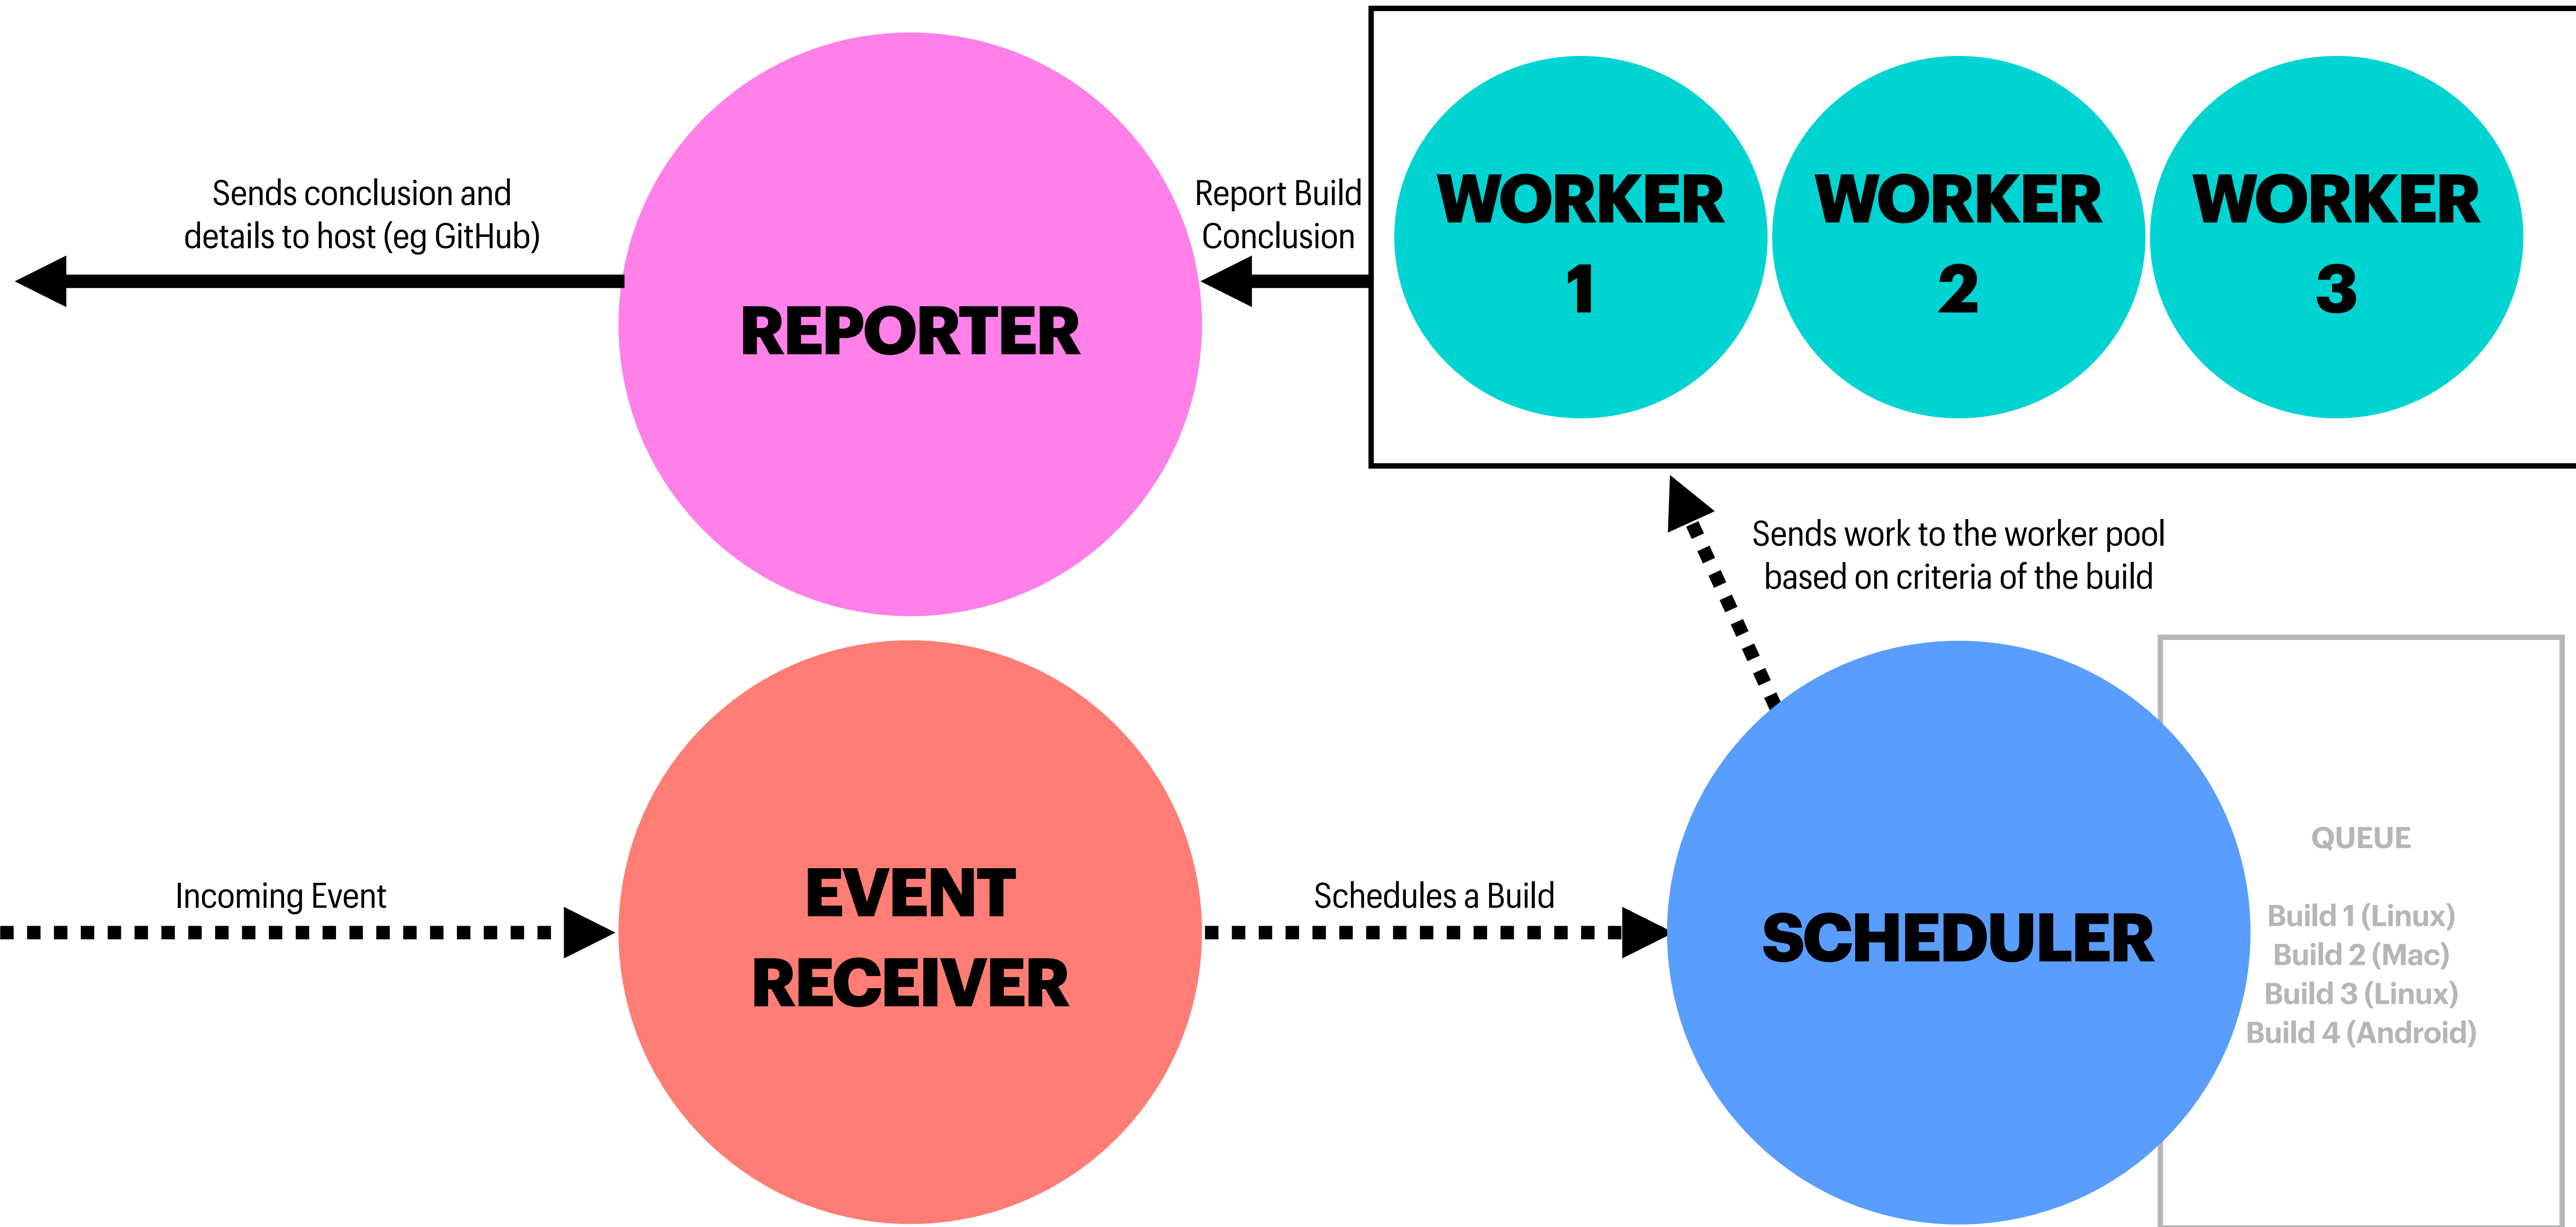 Sends conclusion and
details to host (eg GitHub)
REPORTER
Report Build
Conclusion
WORKER
1
WORKER
2
WORKER
3
Sends work to the worker pool
based on criteria of the build
Incoming Event
EVENT
RECEIVER
Schedules a Build
SCHEDULER
QUEUE
Build 1 (Linux)
Build 2 (Mac)
Build 3 (Linux)
Build 4 (Android)